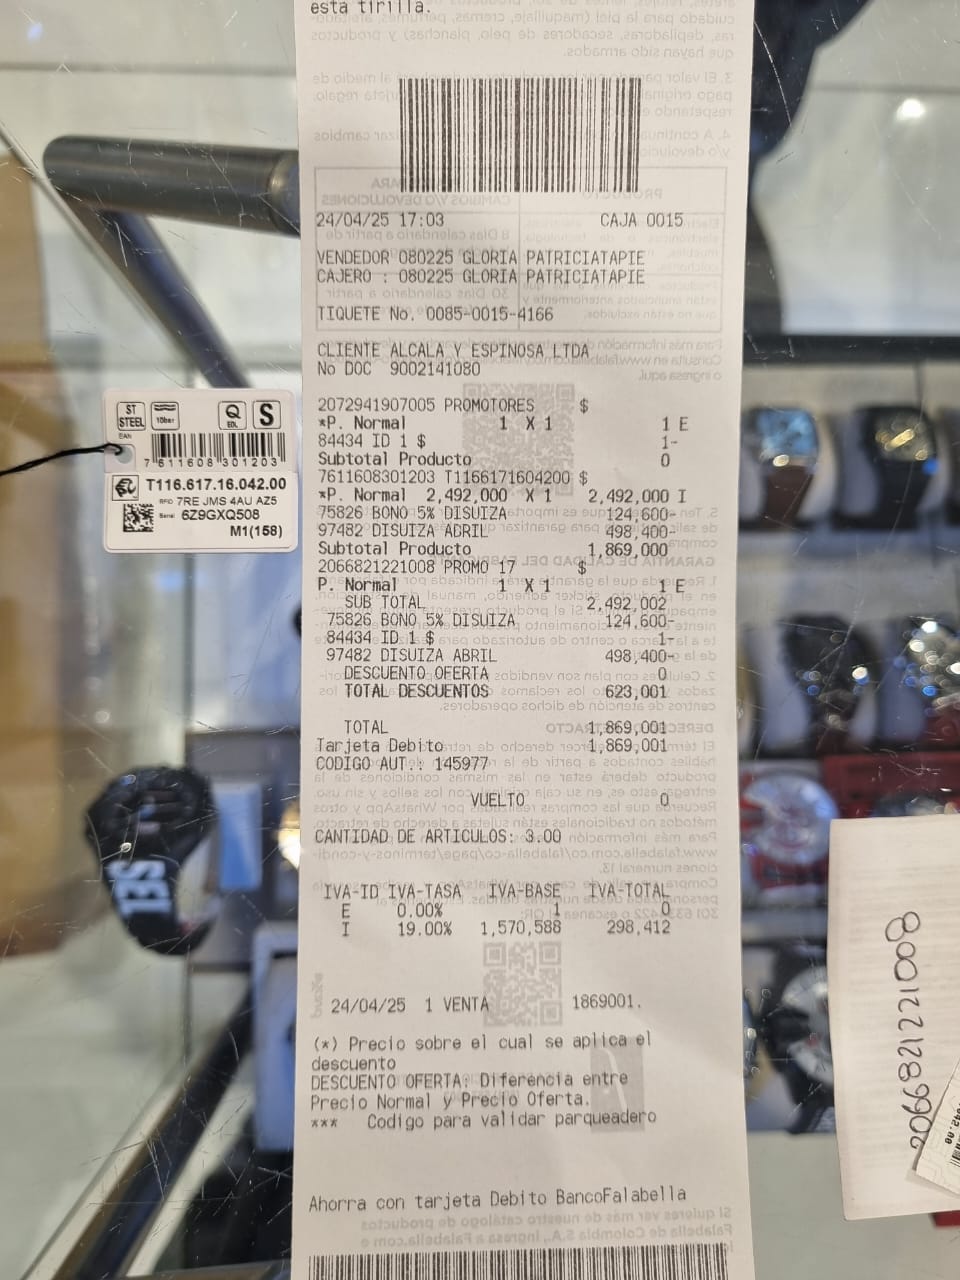 esta tirilla.
24/04/25 17:03 CAJA 0015
VENDEDOR 080225 GLORIA PATRICIATAPIE
CAJERO : 080225 GLORIA PATRICIATAPIE
TIQUETE No. 0085-0015-4166
CLIENTE ALCALA Y ESPINOSA LTDA
No DOC 9002141080
2072941907005 PROMOTORES $
*P. Normal 1 X 1 1 E
84434 ID 1 $ 1-
Subtotal Producto 0
7611608301203 T1166171604200 $
*P. Normal 2,492,000 X 1 2,492,000 I
75826 BONO 5% DISUIZA 124,600-
97482 DISUIZA ABRIL 498,400-
Subtotal Producto 1,869,000
2066821221008 PROMO 17 $
P. Normal 1 X 1 1 E
SUB TOTAL 2,492,002
75826 BONO 5% DISUIZA 124,600-
84434 ID 1 $ 1-
97482 DISUIZA ABRIL 498,400-
DESCUENTO OFERTA 0
TOTAL DESCUENTOS 623,001
TOTAL 1,869,001
Tarjeta Debito 1,869,001
CODIGO AUT.: 145977
VUELTO 0
CANTIDAD DE ARTICULOS: 3.00
IVA-ID IVA-TASA IVA-BASE IVA-TOTAL
E 0.00% 1 0
I 19.00% 1,570,588 298,412
24/04/25 1 VENTA 1869001.
(*) Precio sobre el cual se aplica el
descuento
DESCUENTO OFERTA: Diferencia entre
Precio Normal y Precio Oferta.
*** Codigo para validar parqueadero
Ahorra con tarjeta Debito BancoFalabella
ST
STEEL
10bar
Q
EOL
S
EAN
7 611608 301203
T116.617.16.042.00
RFID 7RE JMS 4AU AZ5
Serial 6Z9GXQ508
M1(158)
2066821221008